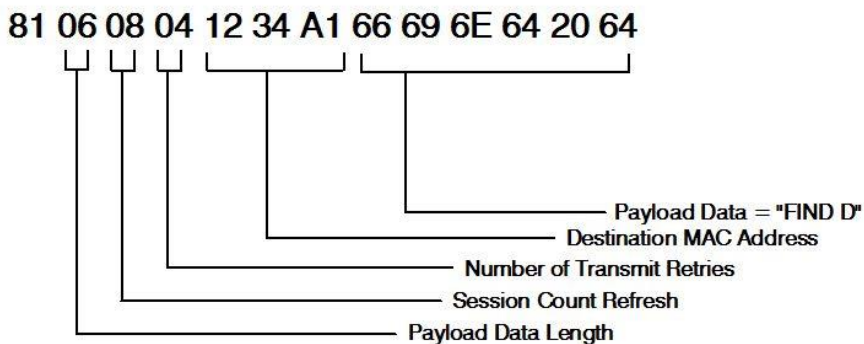 81 06 08 04 12 34 A1 66 69 6E 64 20 64
Payload Data = "FIND D"
Destination MAC Address
Number of Transmit Retries
Session Count Refresh
Payload Data Length